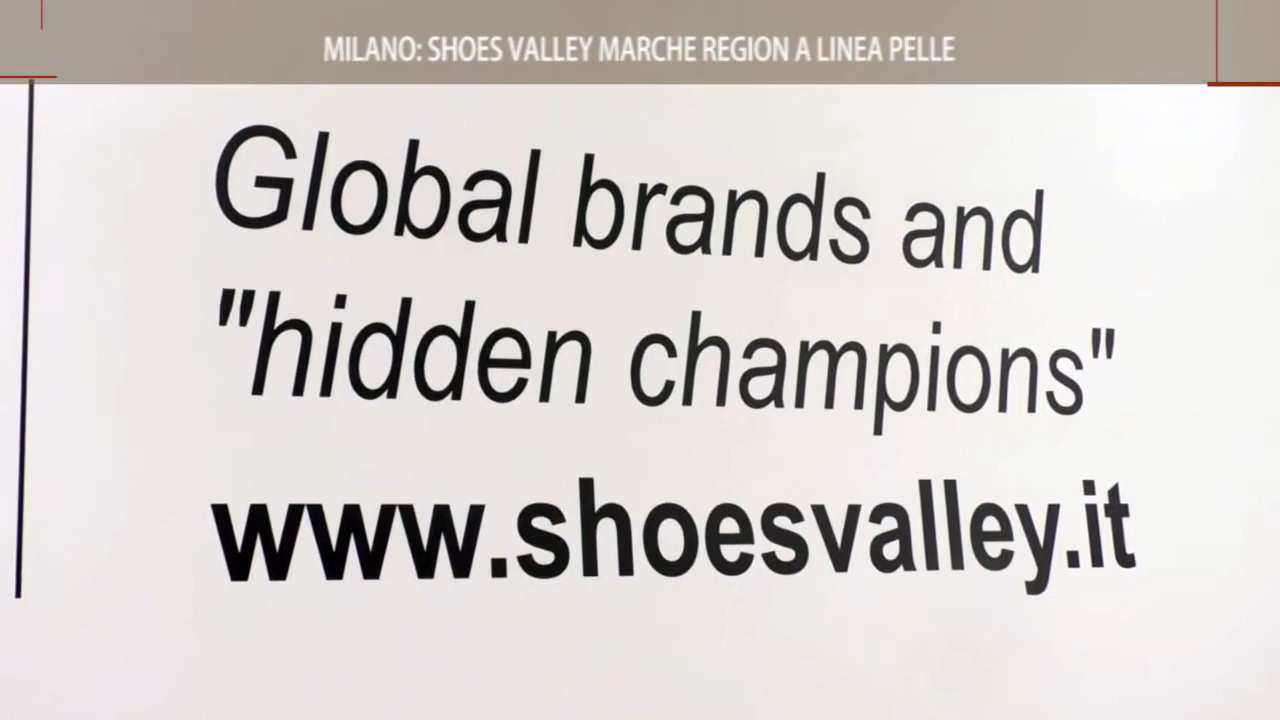 MILANO: SHOES VALLEY MARCHE REGION A LINEA PELLE
Global brands and
"hidden champions"
www.shoesvalley.it